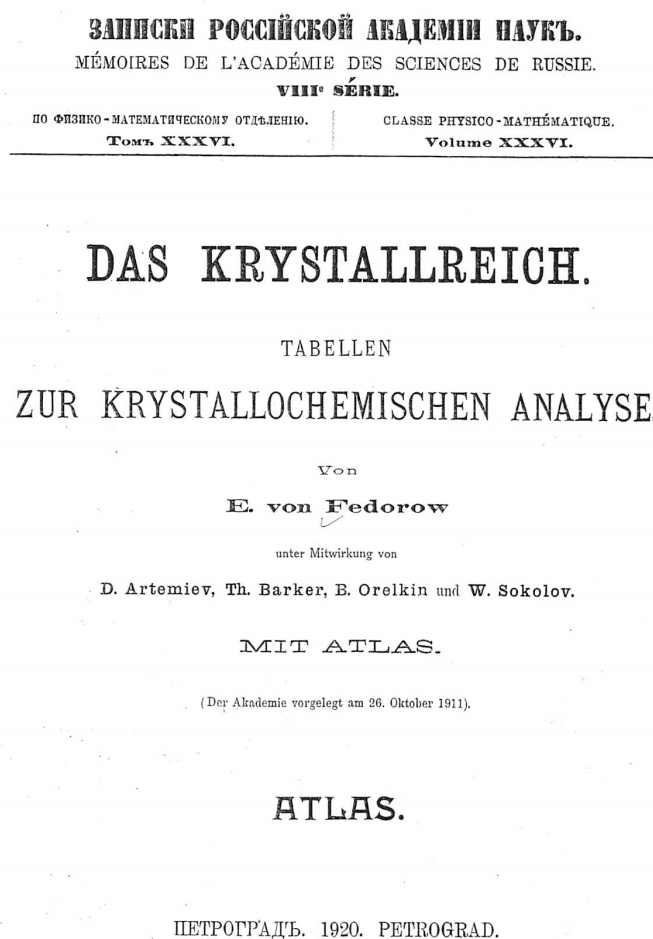 ЗАПИСКИ РОССІЙСКОЙ АКАДЕМІИ НАУКЪ.
MÉMOIRES DE L'ACADÉMIE DES SCIENCES DE RUSSIE.
VIIIᵉ SÉRIE.
ПО ФИЗИКО-МАТЕМАТИЧЕСКОМУ ОТДѢЛЕНІЮ.
Томъ XXXVI.
CLASSE PHYSICO-MATHÉMATIQUE.
Volume XXXVI.
DAS KRYSTALLREICH.
TABELLEN
ZUR KRYSTALLOCHEMISCHEN ANALYSE
Von
E. von Fedorow
unter Mitwirkung von
D. Artemiev, Th. Barker, B. Orelkin und W. Sokolov.
MIT ATLAS.
(Der Akademie vorgelegt am 26. Oktober 1911).
ATLAS.
ПЕТРОГРАДЪ. 1920. PETROGRAD.